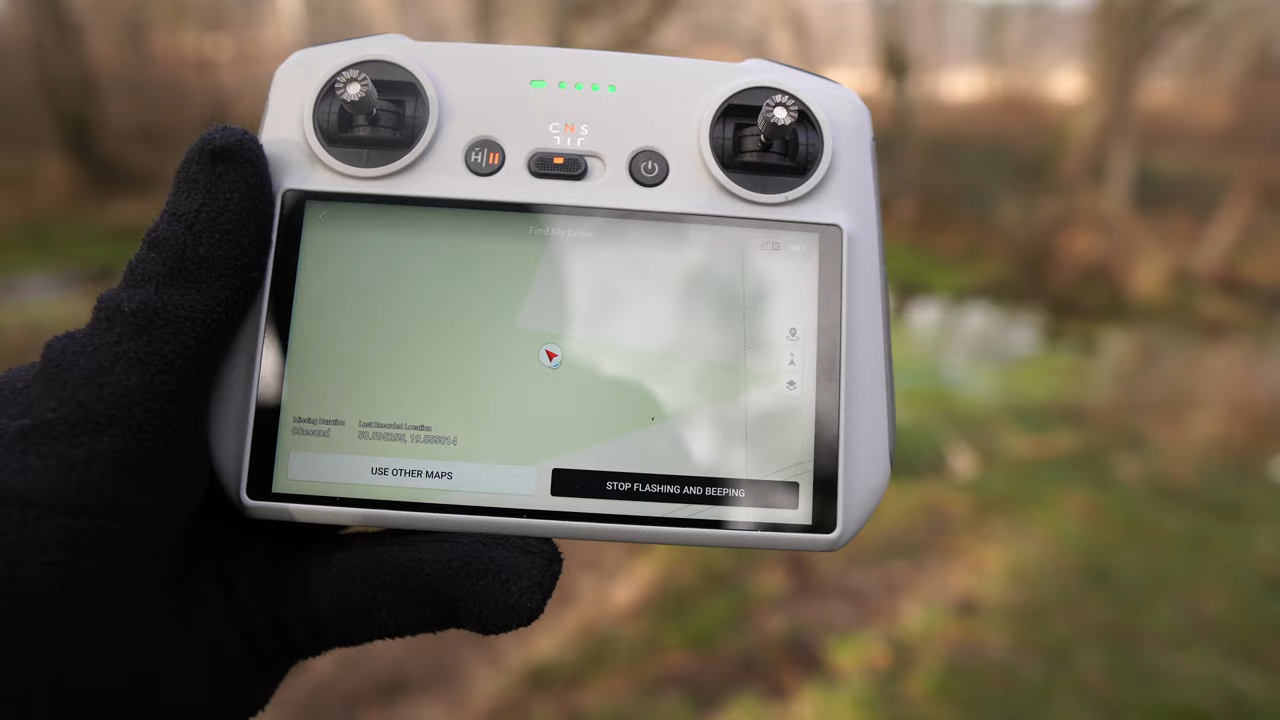 C N S
H
Find My Drone
N
Missing Duration
0Second
Last Recorded Location
USE OTHER MAPS
STOP FLASHING AND BEEPING